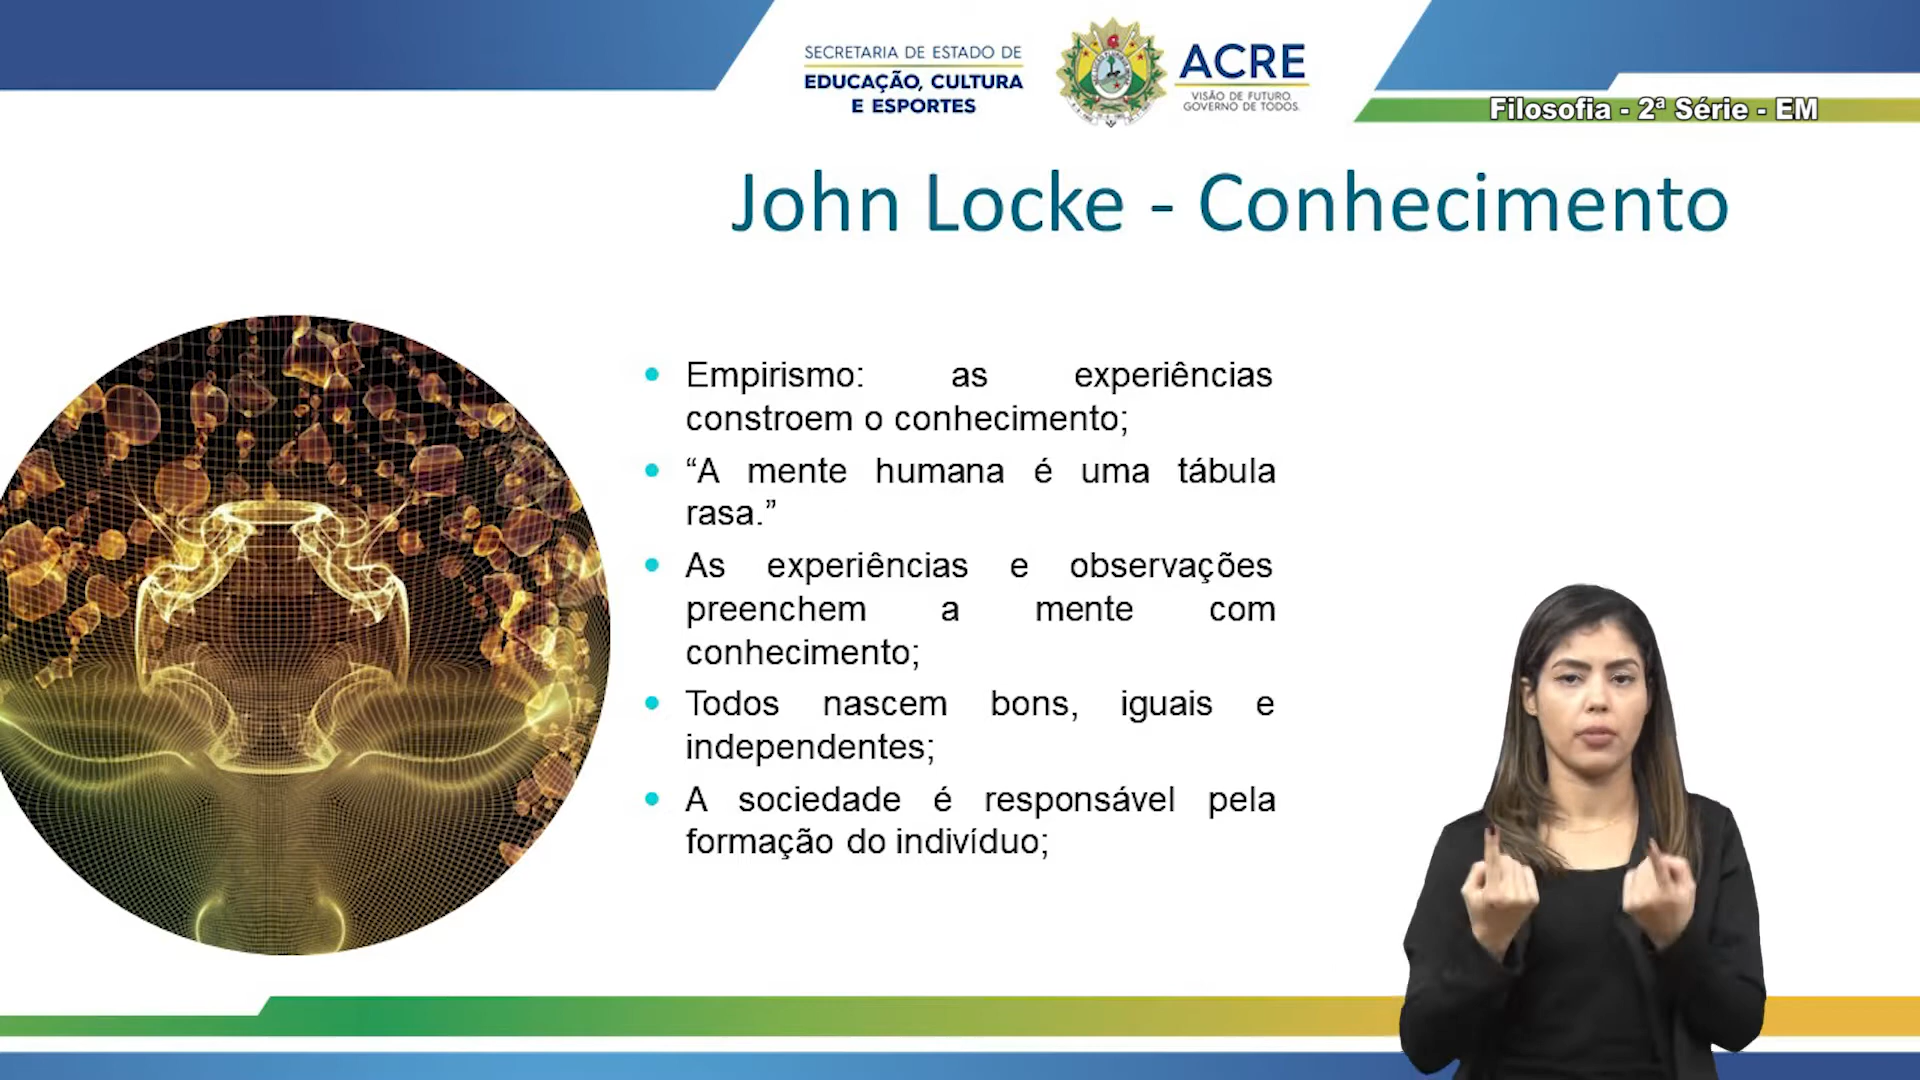 SECRETARIA DE ESTADO DE
EDUCAÇÃO, CULTURA
E ESPORTES
ACRE
VISÃO DE FUTURO.
GOVERNO DE TODOS.
Filosofia - 2ª Série - EM
John Locke - Conhecimento
• Empirismo: as experiências
constroem o conhecimento;
• “A mente humana é uma tábula
rasa.”
• As experiências e observações
preenchem a mente com
conhecimento;
• Todos nascem bons, iguais e
independentes;
• A sociedade é responsável pela
formação do indivíduo;